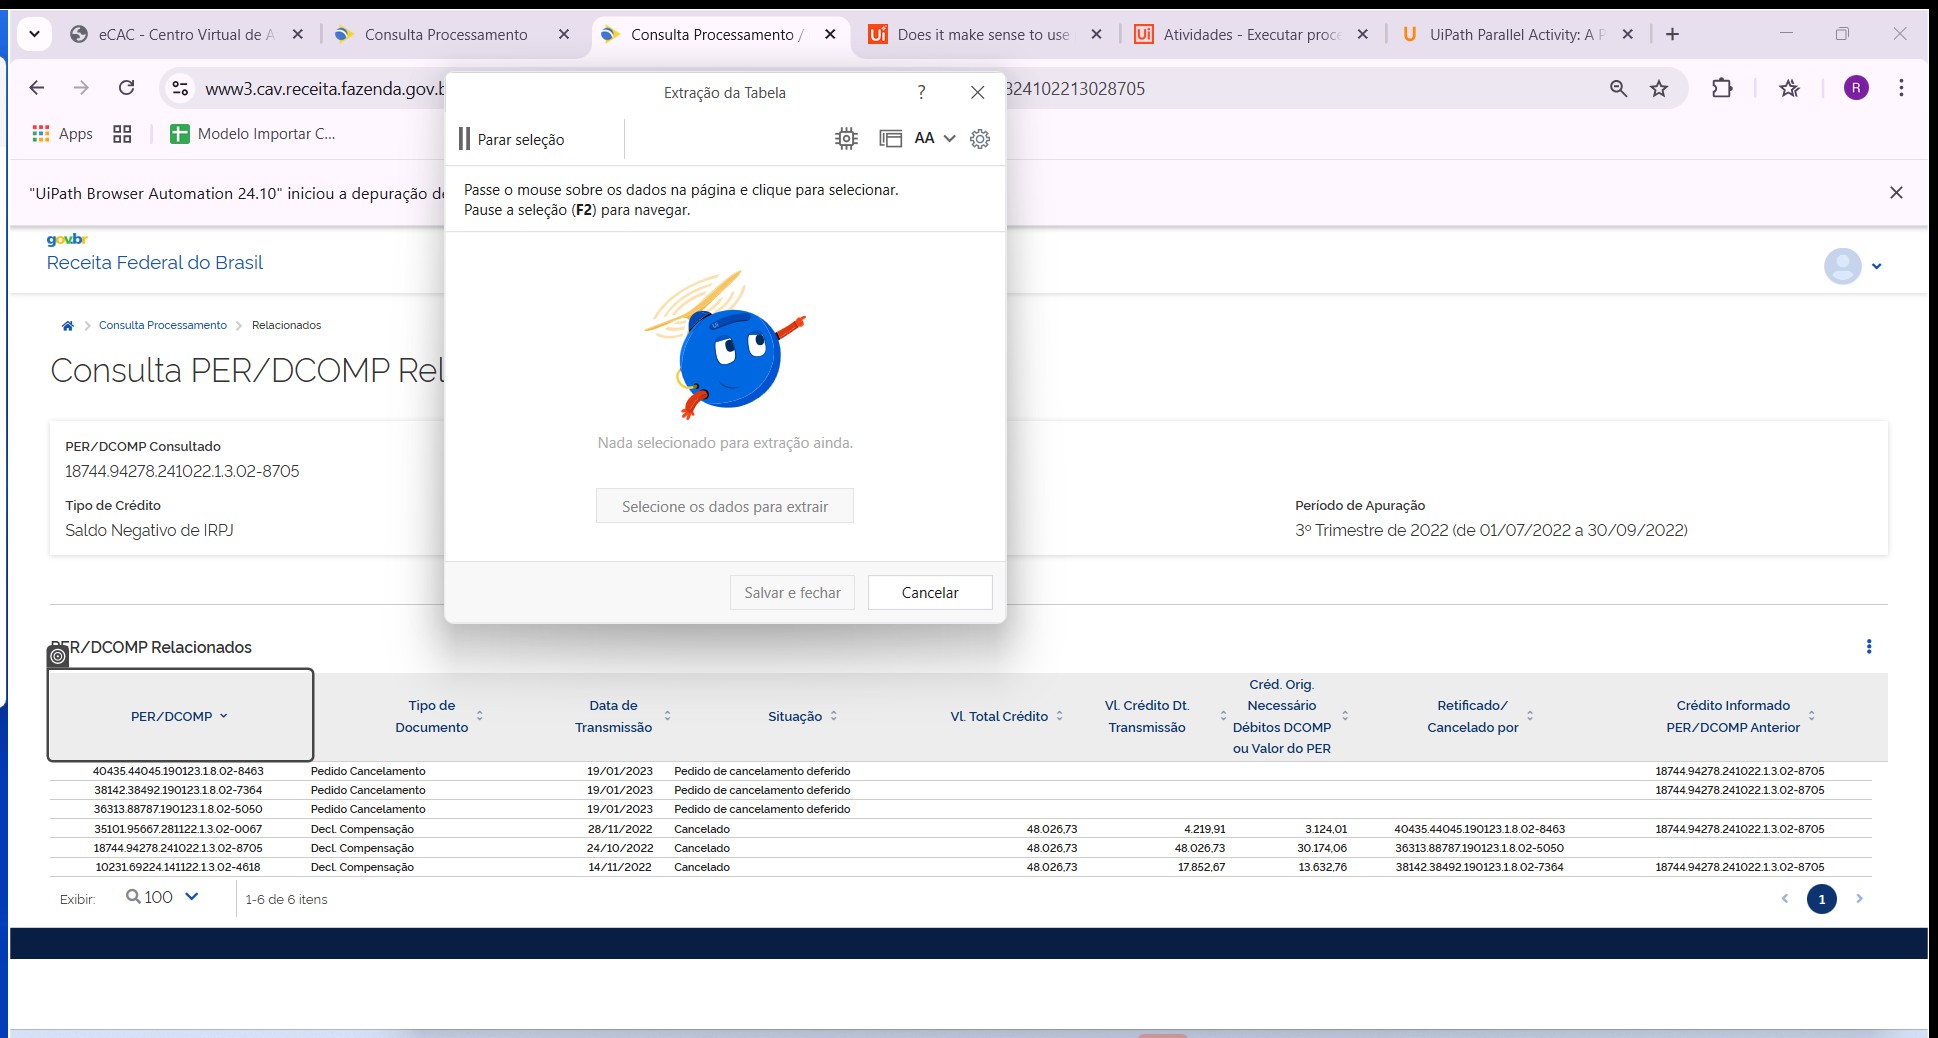 eCAC - Centro Virtual de A
Consulta Processamento
Consulta Processamento /
Does it make sense to use
Atividades - Executar proce
UiPath Parallel Activity: A P
www3.cav.receita.fazenda.gov.b
324102213028705
R
Apps
Modelo Importar C...
"UiPath Browser Automation 24.10" iniciou a depuração de
Extração da Tabela
?
Parar seleção
AA
Passe o mouse sobre os dados na página e clique para selecionar.
Pause a seleção (F2) para navegar.
Nada selecionado para extração ainda.
Selecione os dados para extrair
Salvar e fechar
Cancelar
gov.br
Receita Federal do Brasil
Consulta Processamento
Relacionados
Consulta PER/DCOMP Rel
PER/DCOMP Consultado
18744.94278.241022.1.3.02-8705
Tipo de Crédito
Saldo Negativo de IRPJ
Período de Apuração
3º Trimestre de 2022 (de 01/07/2022 a 30/09/2022)
PER/DCOMP Relacionados
PER/DCOMP
Tipo de
Documento
Data de
Transmissão
Situação
Vl. Total Crédito
Vl. Crédito Dt.
Transmissão
Créd. Orig.
Necessário
Débitos DCOMP
ou Valor do PER
Retificado/
Cancelado por
Crédito Informado
PER/DCOMP Anterior
40435.44045.190123.1.8.02-8463 Pedido Cancelamento 19/01/2023 Pedido de cancelamento deferido 18744.94278.241022.1.3.02-8705
38142.38492.190123.1.8.02-7364 Pedido Cancelamento 19/01/2023 Pedido de cancelamento deferido 18744.94278.241022.1.3.02-8705
36313.88787.190123.1.8.02-5050 Pedido Cancelamento 19/01/2023 Pedido de cancelamento deferido
35101.95667.281122.1.3.02-0067 Decl. Compensação 28/11/2022 Cancelado 48.026,73 4.219,91 3.124,01 40435.44045.190123.1.8.02-8463 18744.94278.241022.1.3.02-8705
18744.94278.241022.1.3.02-8705 Decl. Compensação 24/10/2022 Cancelado 48.026,73 48.026,73 30.174,06 36313.88787.190123.1.8.02-5050
10231.69224.141122.1.3.02-4618 Decl. Compensação 14/11/2022 Cancelado 48.026,73 17.852,67 13.632,76 38142.38492.190123.1.8.02-7364 18744.94278.241022.1.3.02-8705
Exibir: 100 1-6 de 6 itens 1